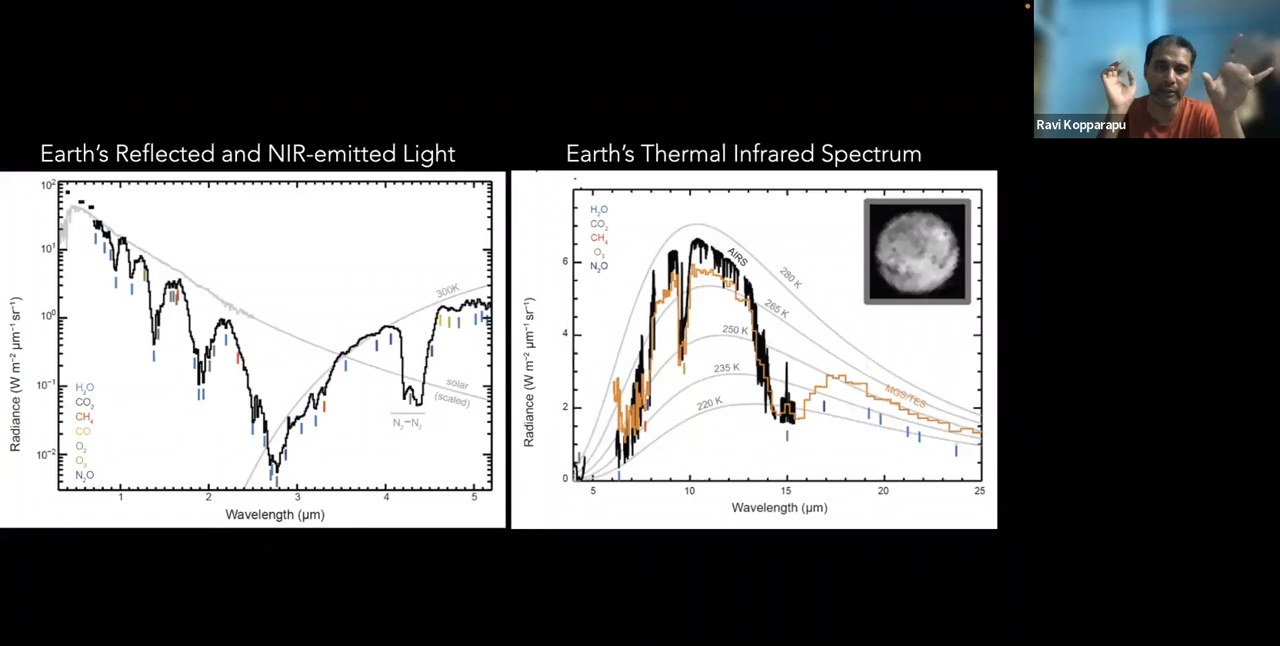 Ravi Kopparapu
Earth's Reflected and NIR-emitted Light
10²
10¹
10⁰
10⁻¹
10⁻²
Radiance (W m⁻² μm⁻¹ sr⁻¹)
300K
solar
(scaled)
N₂−N₂
H₂O
CO₂
CH₄
CO
O₂
O₃
N₂O
1 2 3 4 5
Wavelength (μm)
Earth's Thermal Infrared Spectrum
H₂O
CO₂
CH₄
O₃
N₂O
AIRS
280 K
265 K
250 K
235 K
220 K
MGS/TES
6
4
2
0
Radiance (W m⁻² μm⁻¹ sr⁻¹)
5 10 15 20 25
Wavelength (μm)